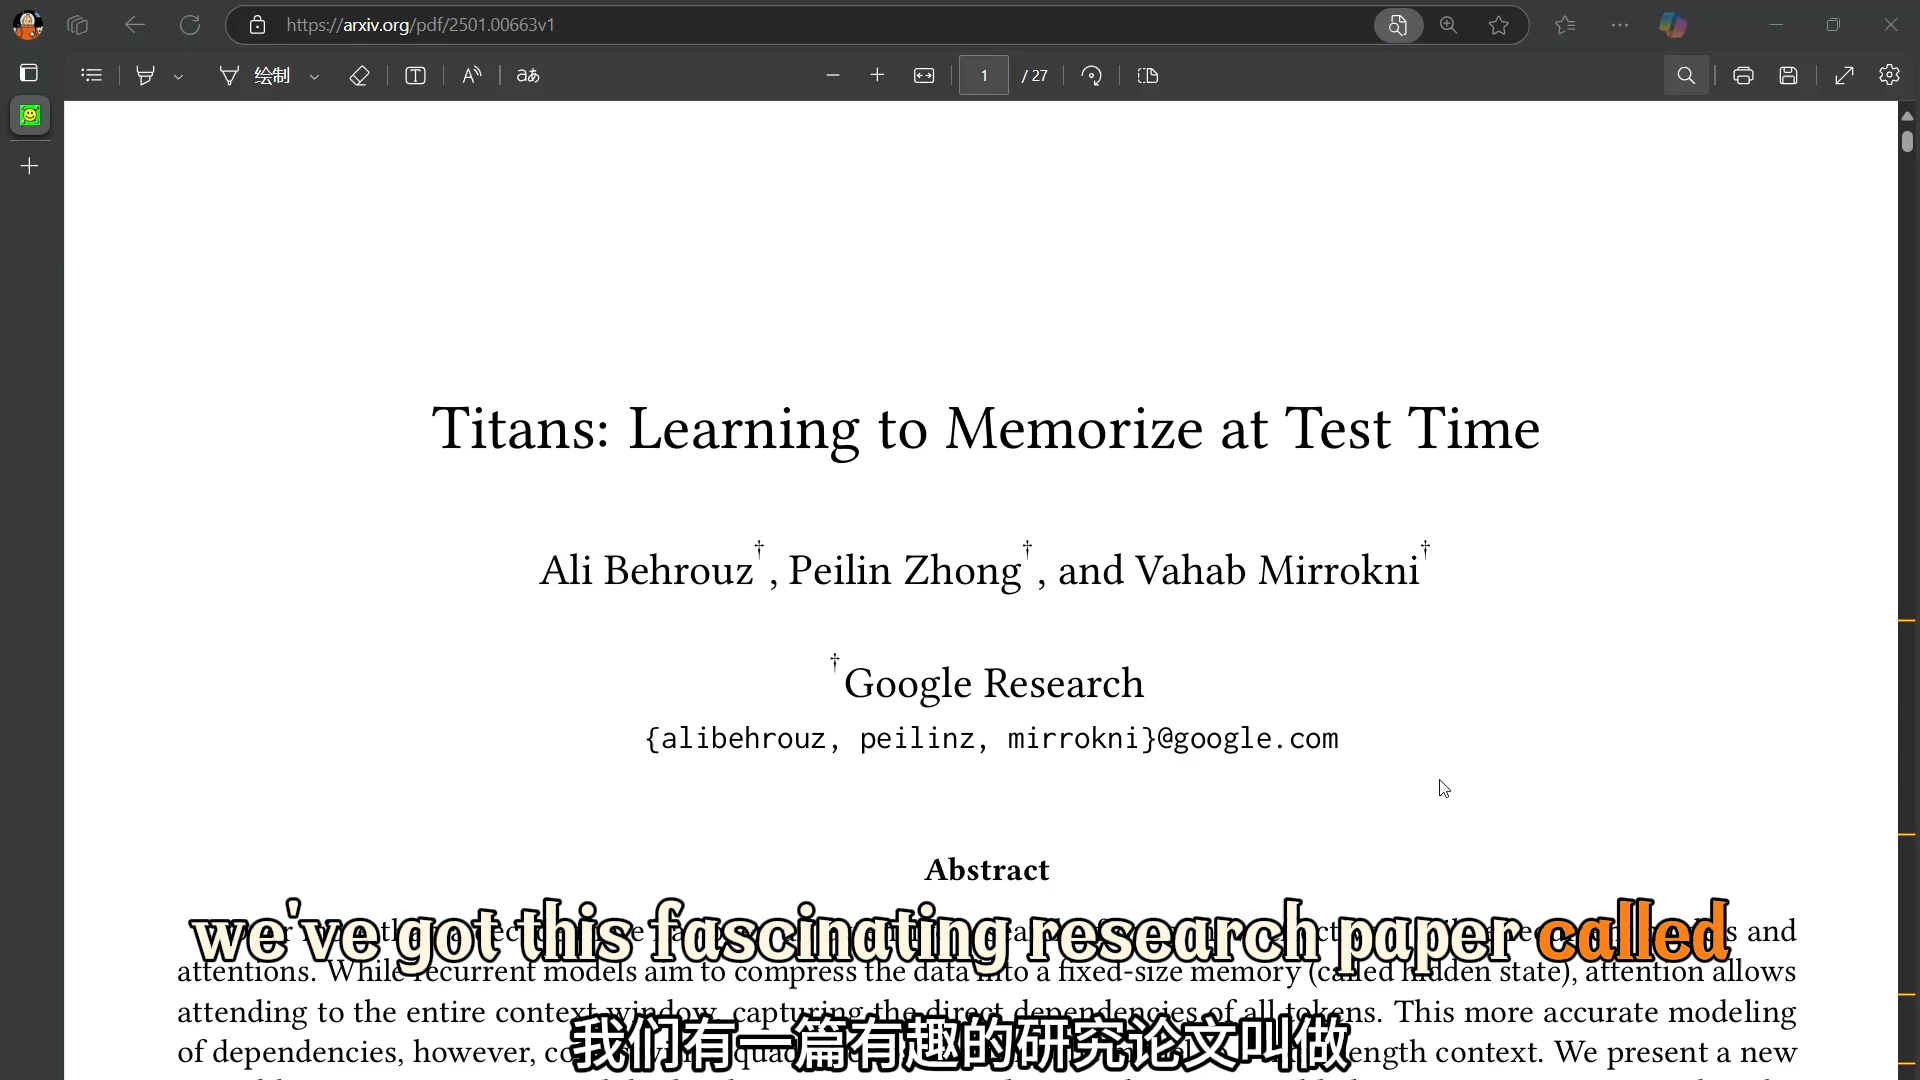 https://arxiv.org/pdf/2501.00663v1
绘制
aあ
1 / 27
Titans: Learning to Memorize at Test Time
Ali Behrouz†, Peilin Zhong†, and Vahab Mirrokni†
†Google Research
{alibehrouz, peilinz, mirrokni}@google.com
Abstract
we've got this fascinating research paper called
and
attentions. While recurrent models aim to compress the data into a fixed-size memory (called hidden state), attention allows
attending to the entire context window, capturing the direct dependencies of all tokens. This more accurate modeling
我们有一篇有趣的研究论文叫做
of dependencies, however, length context. We present a new